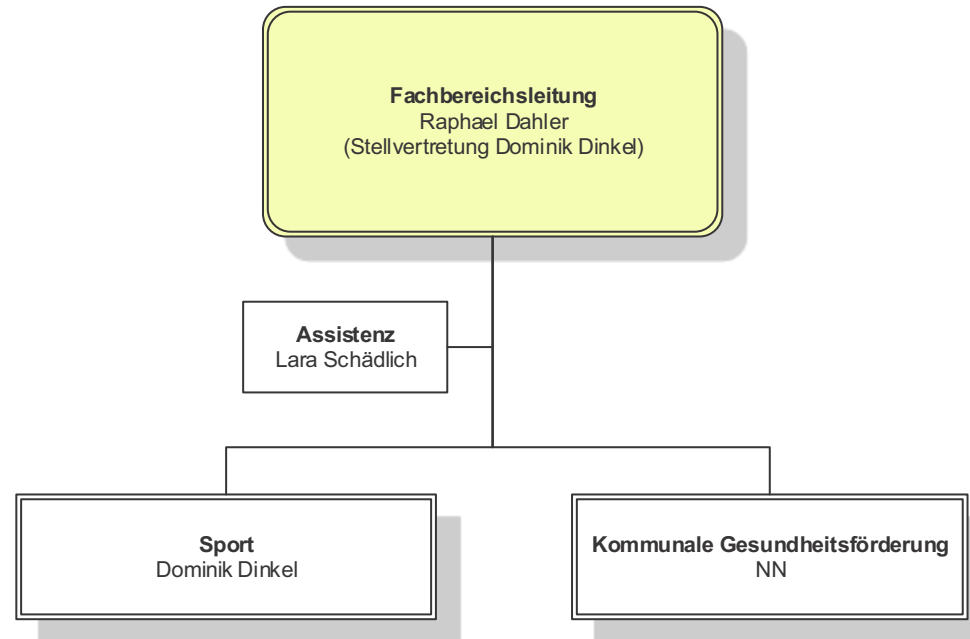 Fachbereichsleitung
Raphael Dahler
(Stellvertretung Dominik Dinkel)
Assistenz
Lara Schädlich
Sport
Dominik Dinkel
Kommunale Gesundheitsförderung
NN